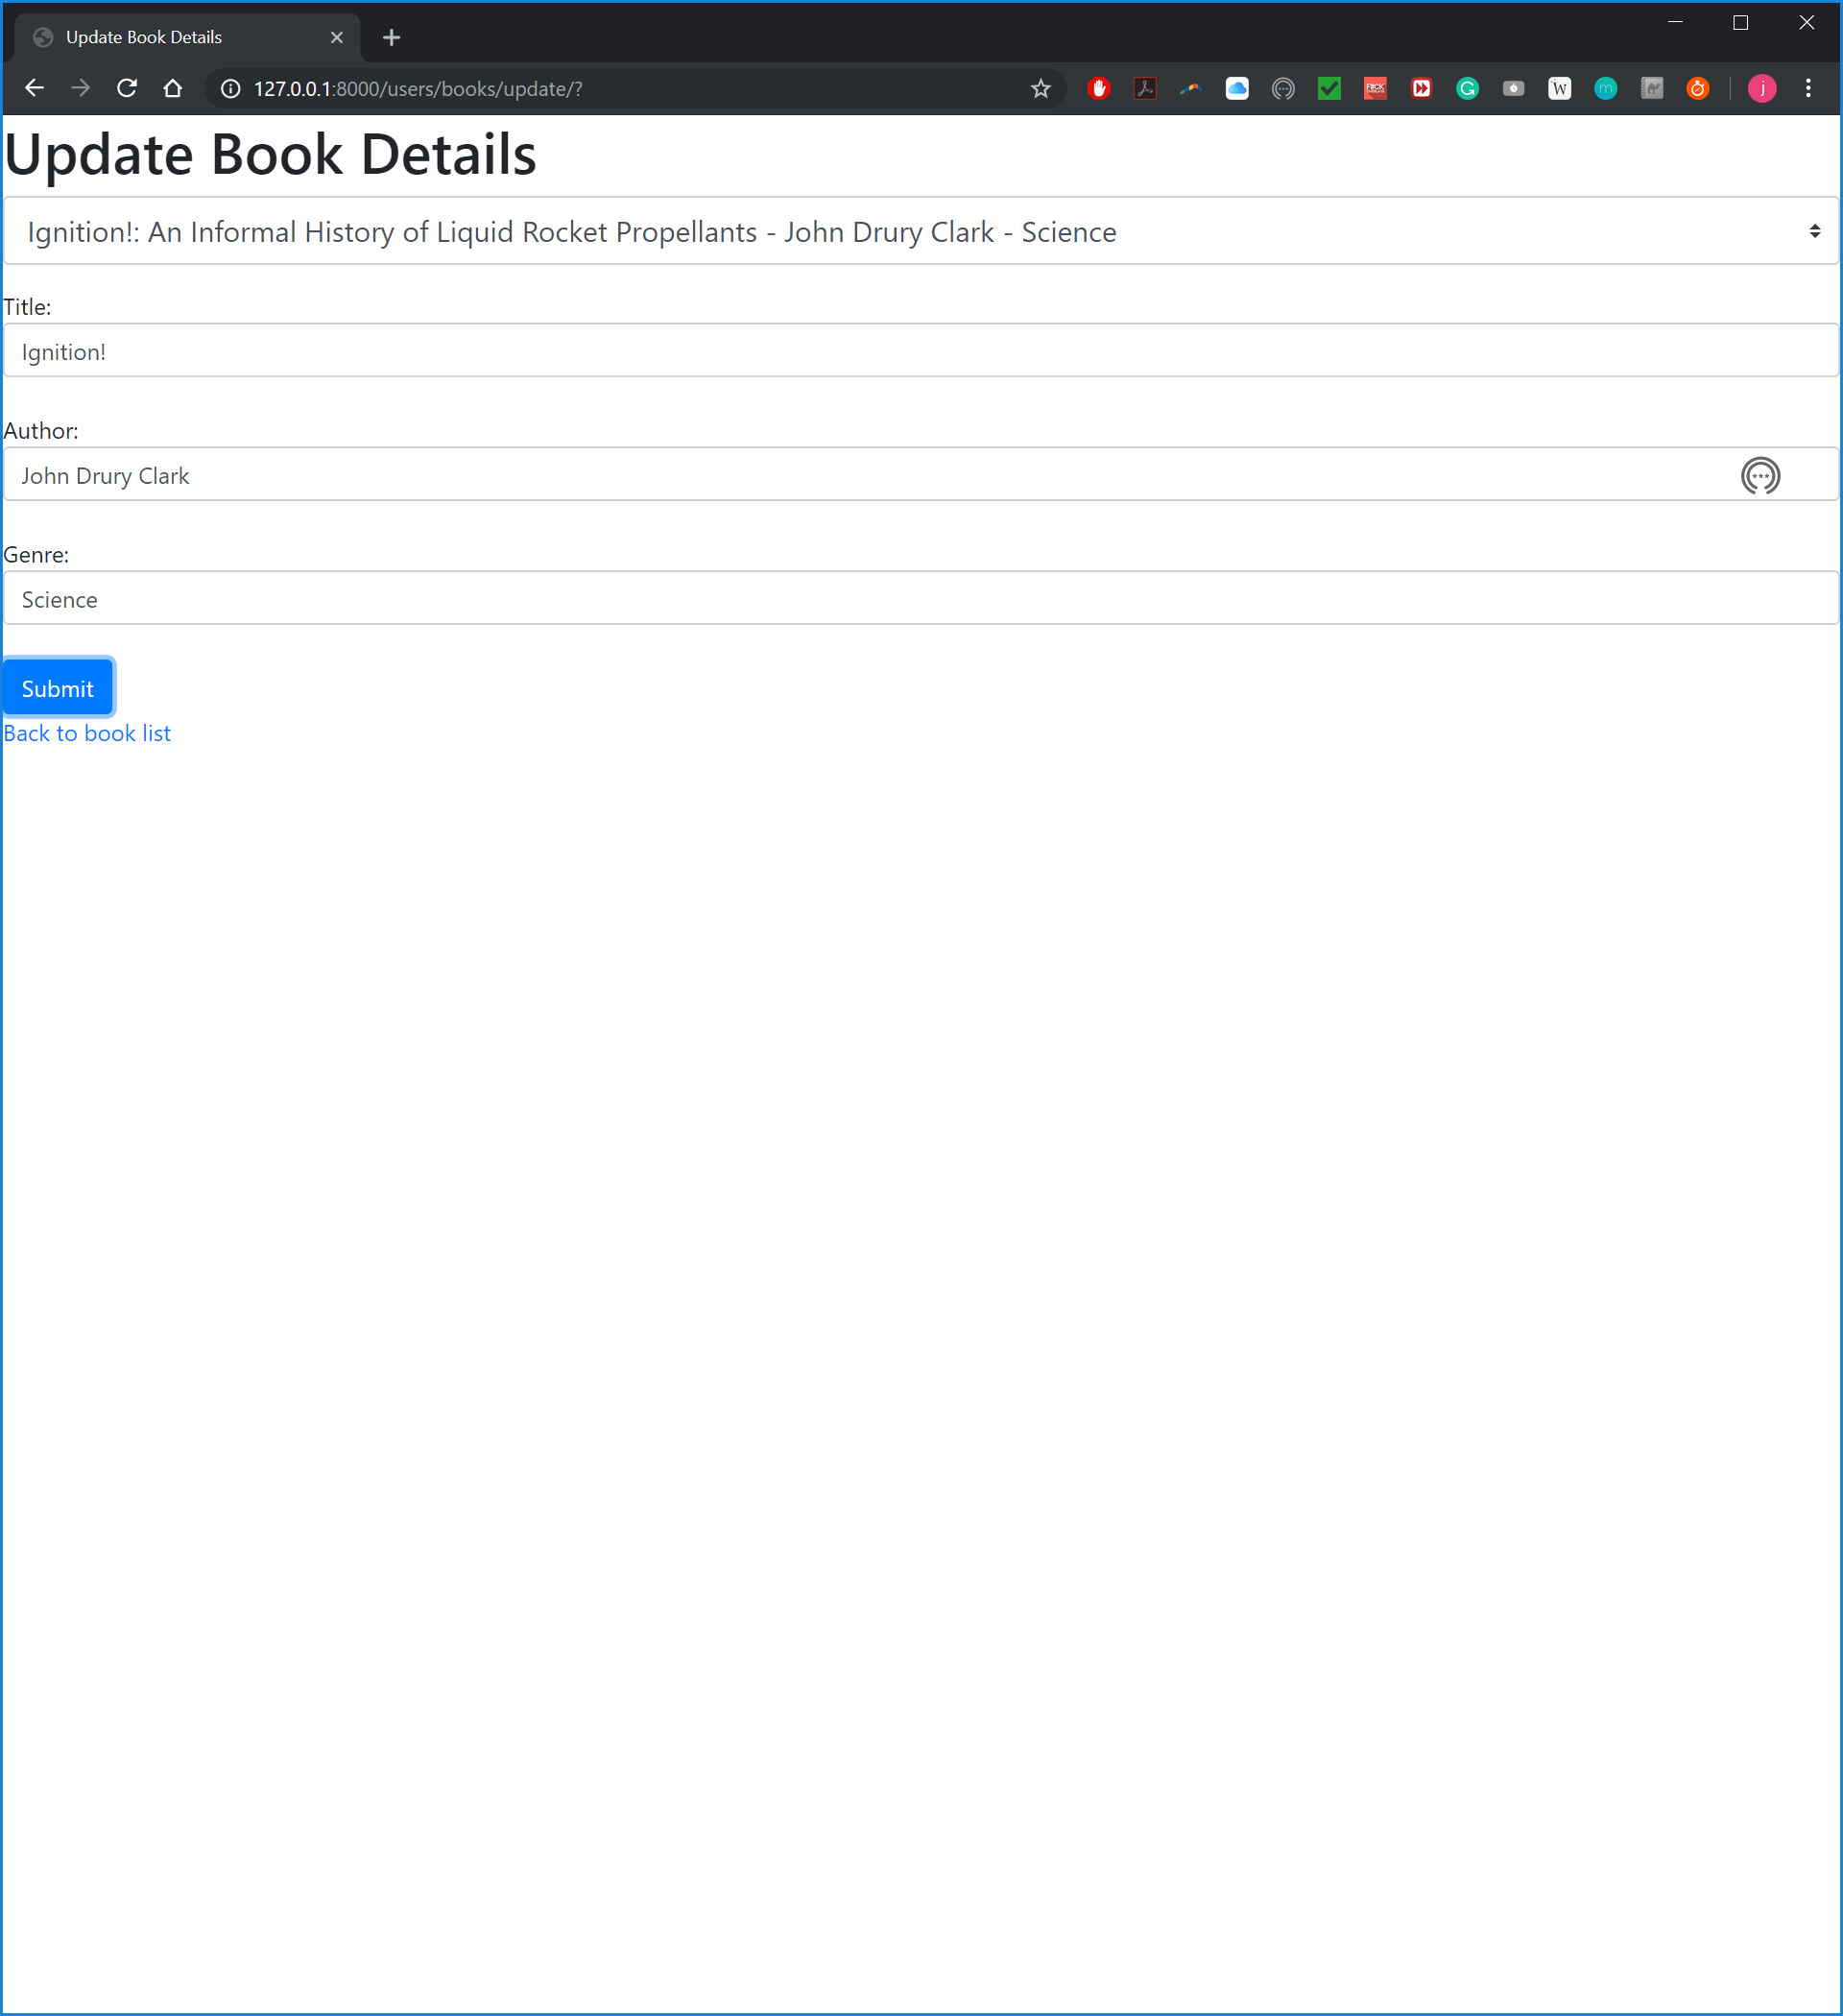 Update Book Details
127.0.0.1:8000/users/books/update/?
W
m
j
Update Book Details
Ignition!: An Informal History of Liquid Rocket Propellants - John Drury Clark - Science
Title:
Ignition!
Author:
John Drury Clark
Genre:
Science
Submit
Back to book list